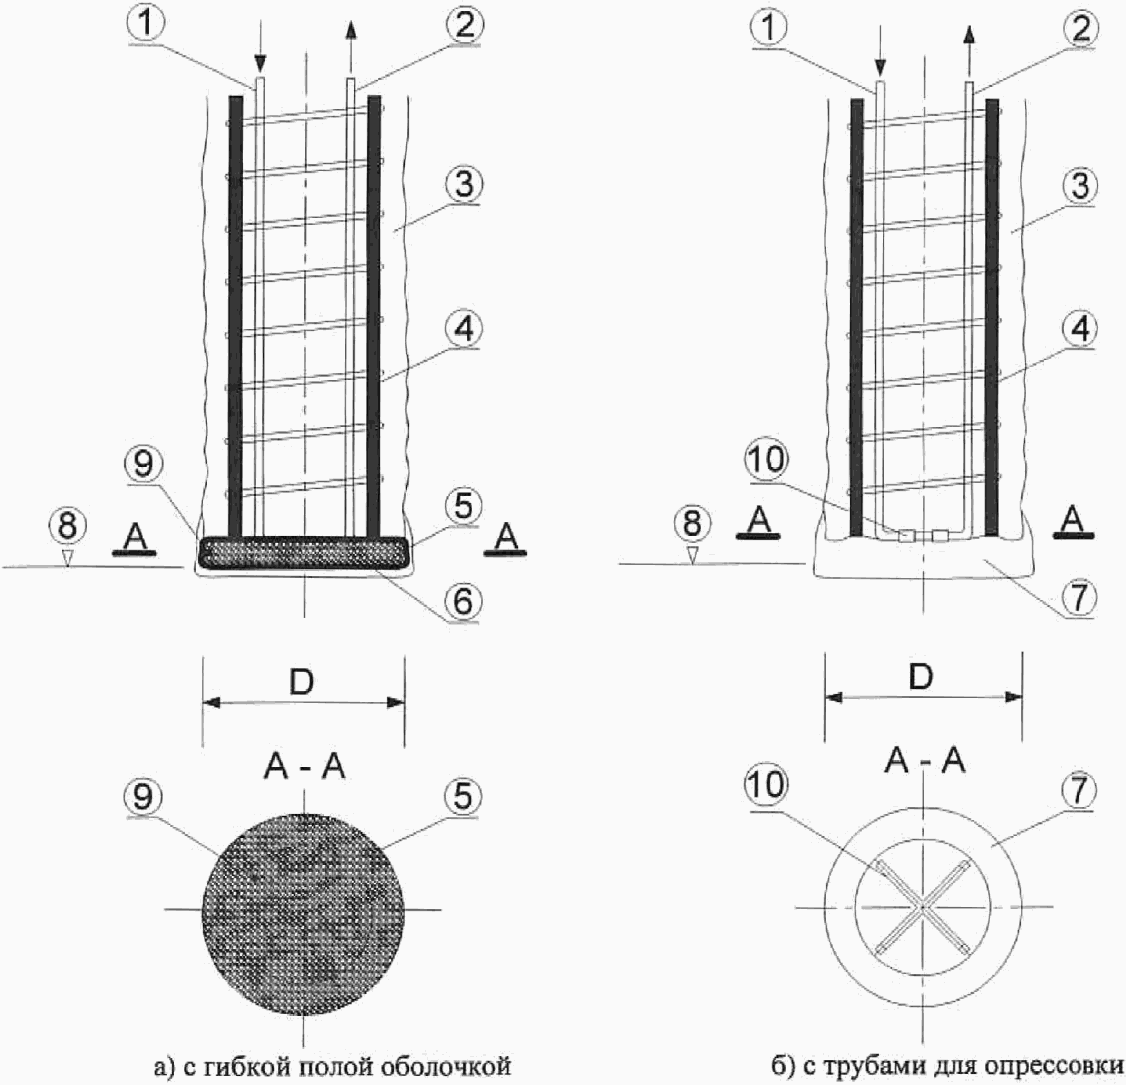 1 2 1 2
3 3
4 4
9 10
5
8 A A 8 A A
6 7
D D
A - A A - A
9 5 10 7
а) с гибкой полой оболочкой
б) с трубами для опрессовки